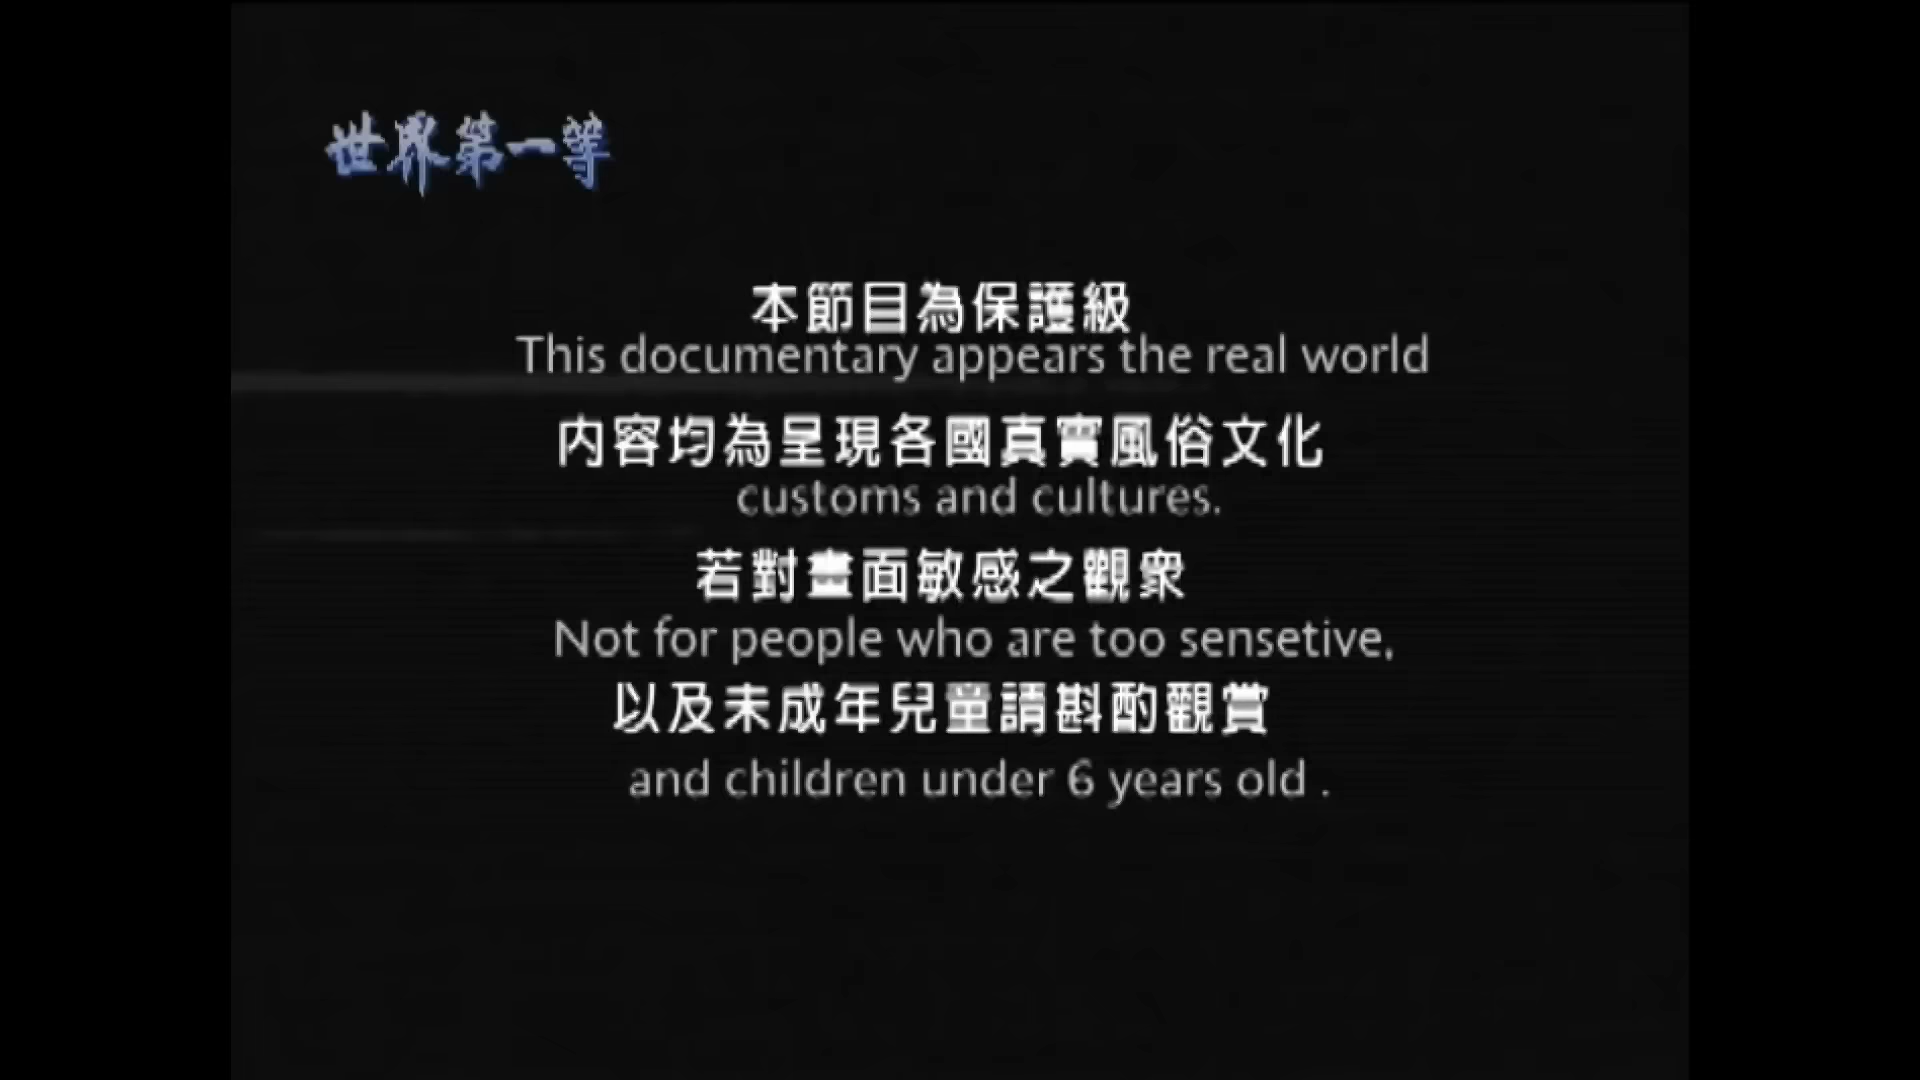 世界第一等
本節目為保護級
This documentary appears the real world
內容均為呈現各國真實風俗文化
customs and cultures.
若對畫面敏感之觀眾
Not for people who are too sensetive,
以及未成年兒童請斟酌觀賞
and children under 6 years old .